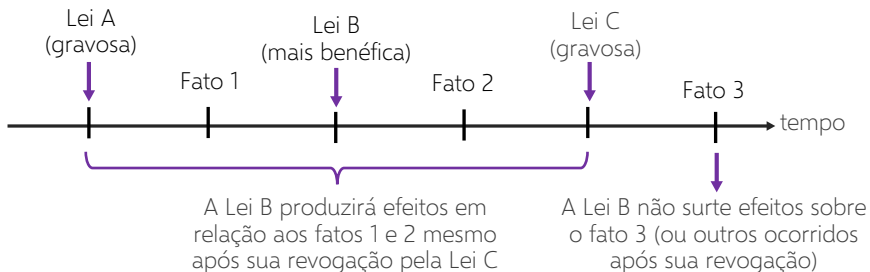 Lei A
(gravosa)
Lei B
(mais benéfica)
Lei C
(gravosa)
Fato 1
Fato 2
Fato 3
tempo
A Lei B produzirá efeitos em
relação aos fatos 1 e 2 mesmo
após sua revogação pela Lei C
A Lei B não surte efeitos sobre
o fato 3 (ou outros ocorridos
após sua revogação)